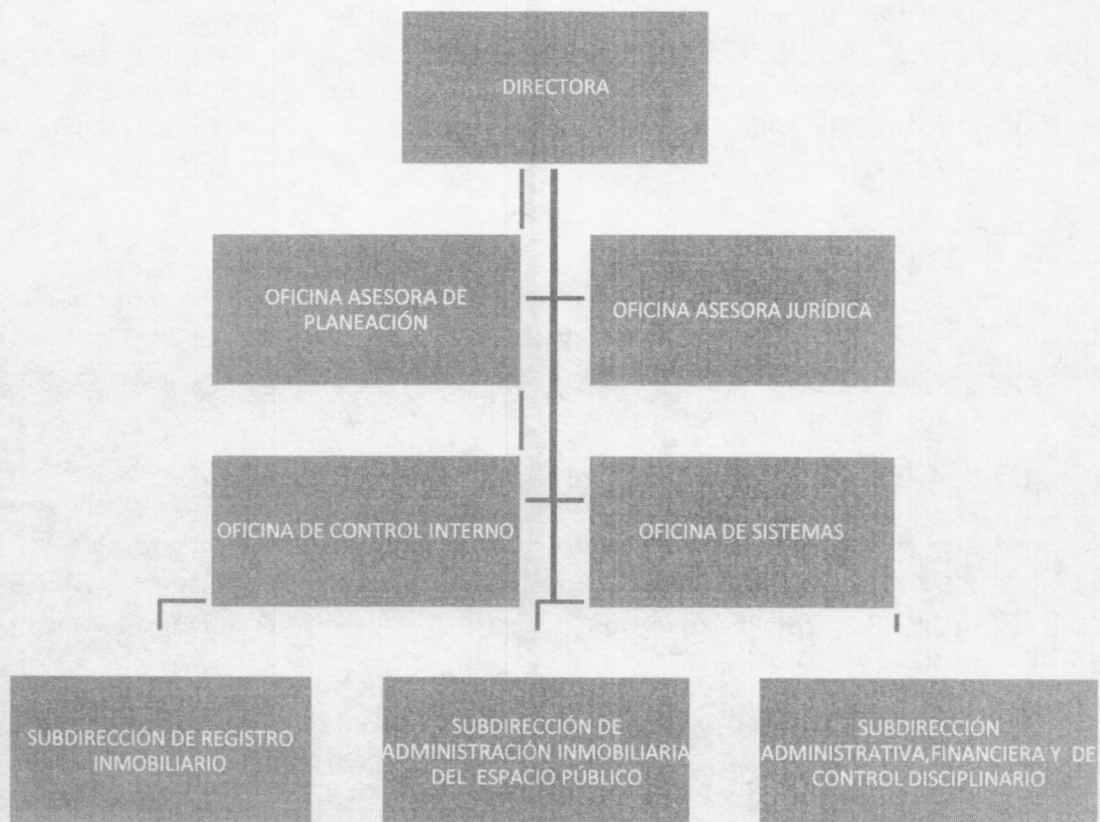 DIRECTORA
OFICINA ASESORA DE
PLANEACIÓN
OFICINA ASESORA JURÍDICA
OFICINA DE CONTROL INTERNO
OFICINA DE SISTEMAS
SUBDIRECCIÓN DE REGISTRO
INMOBILIARIO
SUBDIRECCIÓN DE
ADMINISTRACIÓN INMOBILIARIA
DEL ESPACIO PÚBLICO
SUBDIRECCIÓN
ADMINISTRATIVA,FINANCIERA Y DE
CONTROL DISCIPLINARIO